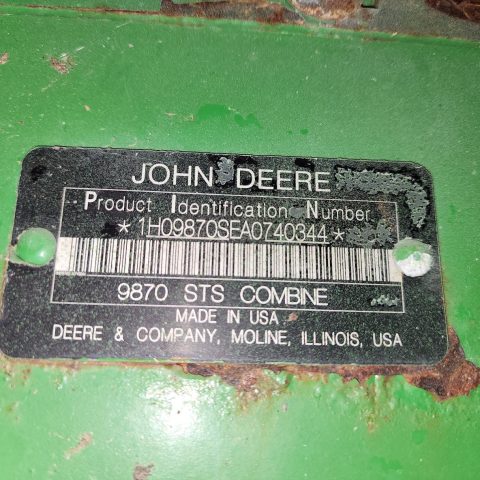 JOHN DEERE
Product Identification Number
*1H09870SEA0740344*
9870 STS COMBINE
MADE IN USA
DEERE & COMPANY, MOLINE, ILLINOIS, USA